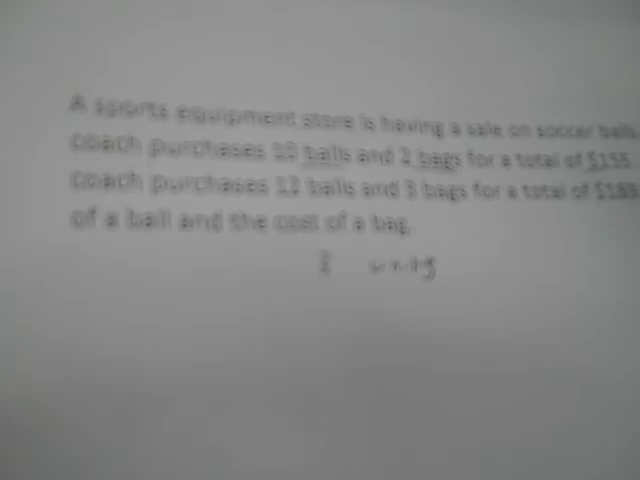 A sports equipment store is having a sale on soccer balls.
coach purchases 10 balls and 2 bags for a total of $155.
coach purchases 12 balls and 3 bags for a total of
of a ball and the cost of a bag.
2 units